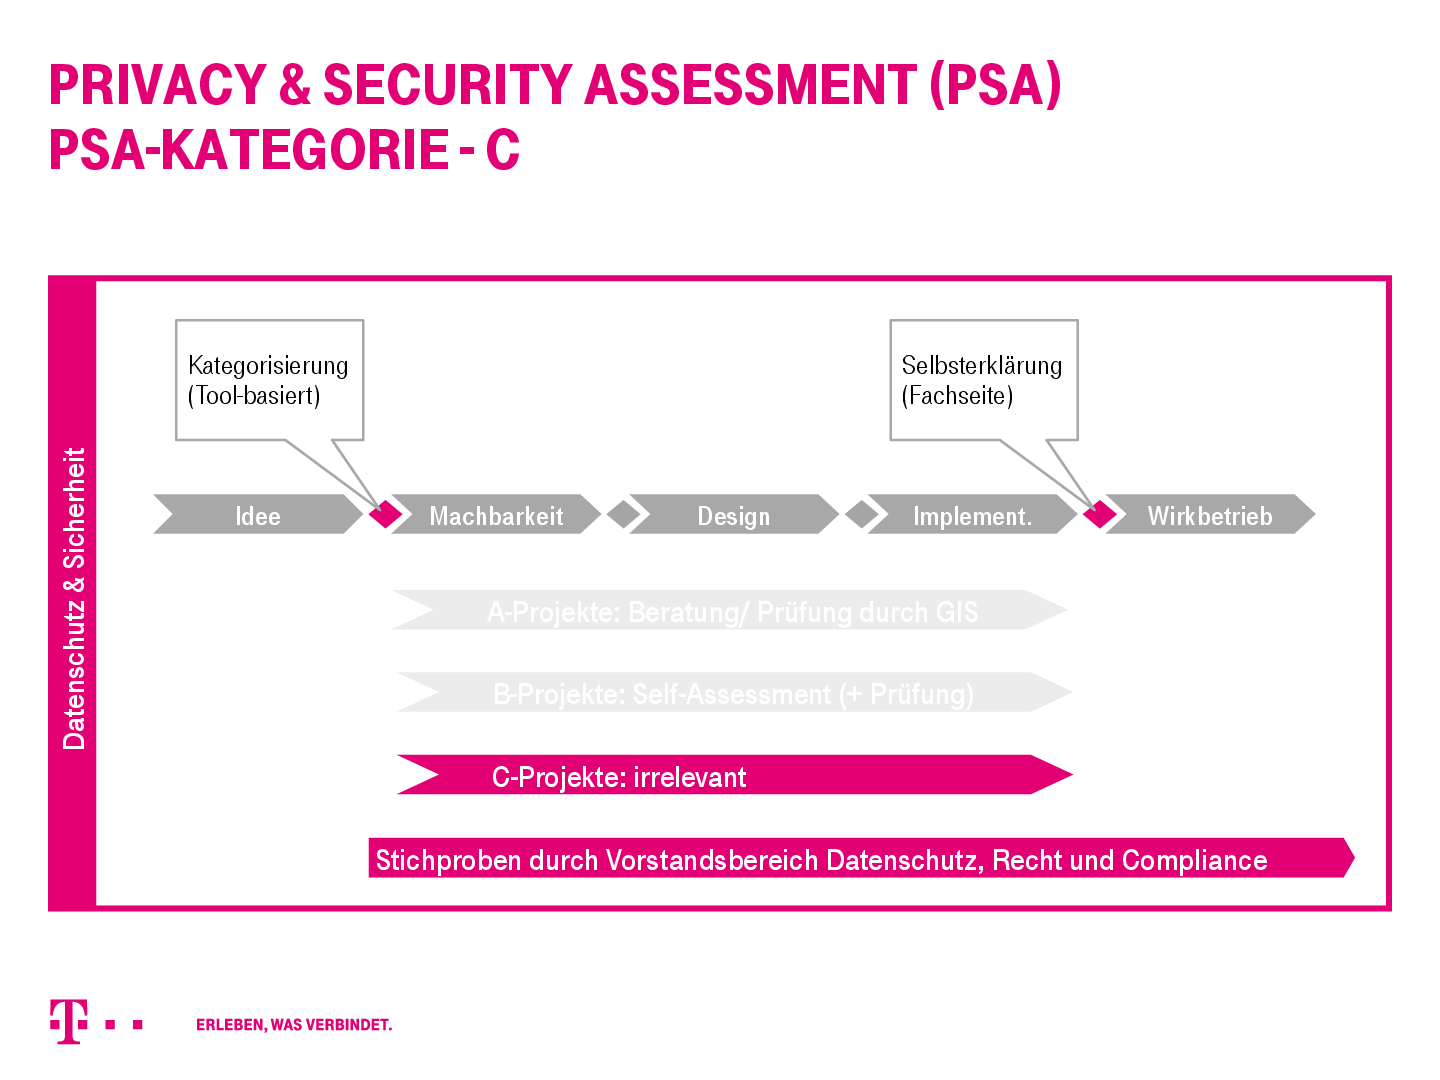 PRIVACY & SECURITY ASSESSMENT (PSA)
PSA-KATEGORIE - C
Datenschutz & Sicherheit
Kategorisierung
(Tool-basiert)
Selbsterklärung
(Fachseite)
Idee
Machbarkeit
Design
Implement.
Wirkbetrieb
A-Projekte: Beratung/ Prüfung durch GIS
B-Projekte: Self-Assessment (+ Prüfung)
C-Projekte: irrelevant
Stichproben durch Vorstandsbereich Datenschutz, Recht und Compliance
T
ERLEBEN, WAS VERBINDET.